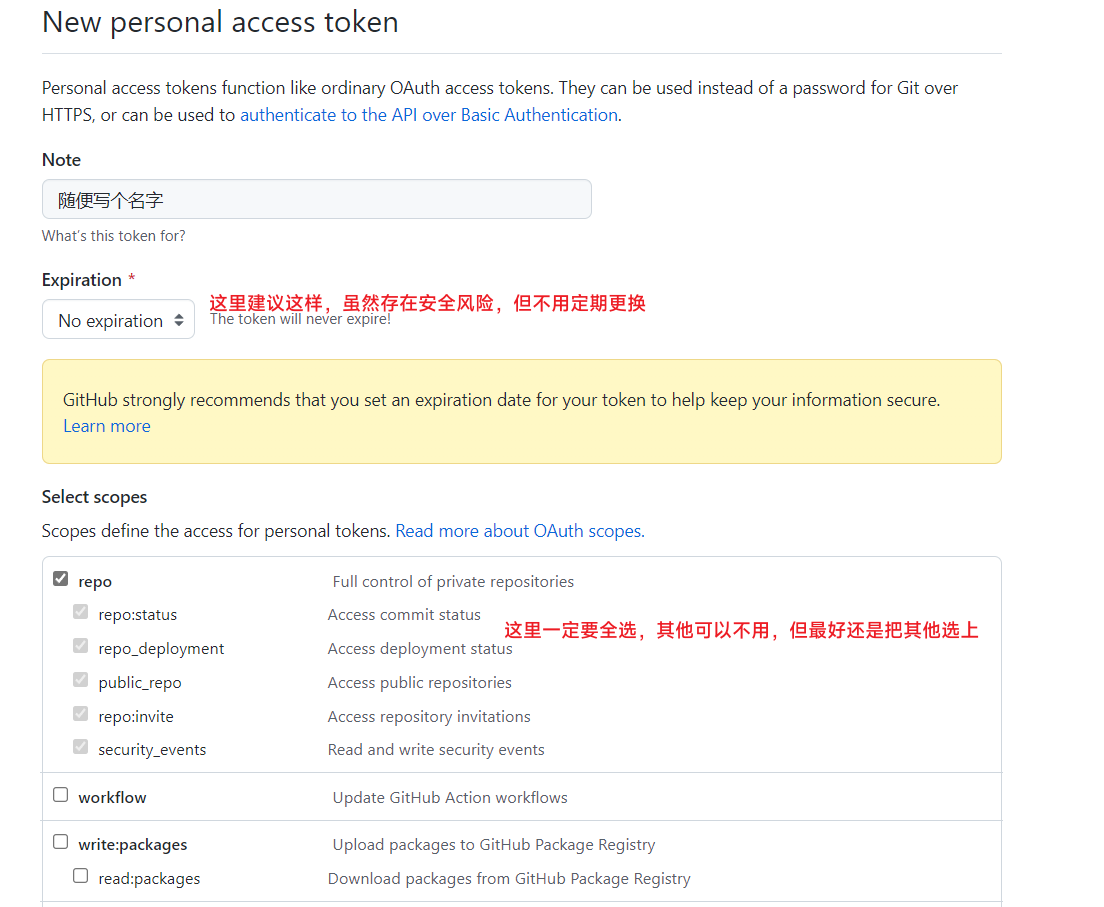 New personal access token
Personal access tokens function like ordinary OAuth access tokens. They can be used instead of a password for Git over
HTTPS, or can be used to authenticate to the API over Basic Authentication.
Note
随便写个名字
What's this token for?
Expiration *
这里建议这样，虽然存在安全风险，但不用定期更换
No expiration
The token will never expire!
GitHub strongly recommends that you set an expiration date for your token to help keep your information secure.
Learn more
Select scopes
Scopes define the access for personal tokens. Read more about OAuth scopes.
repo Full control of private repositories
repo:status Access commit status
这里一定要全选，其他可以不用，但最好还是把其他选上
repo_deployment Access deployment status
public_repo Access public repositories
repo:invite Access repository invitations
security_events Read and write security events
workflow Update GitHub Action workflows
write:packages Upload packages to GitHub Package Registry
read:packages Download packages from GitHub Package Registry